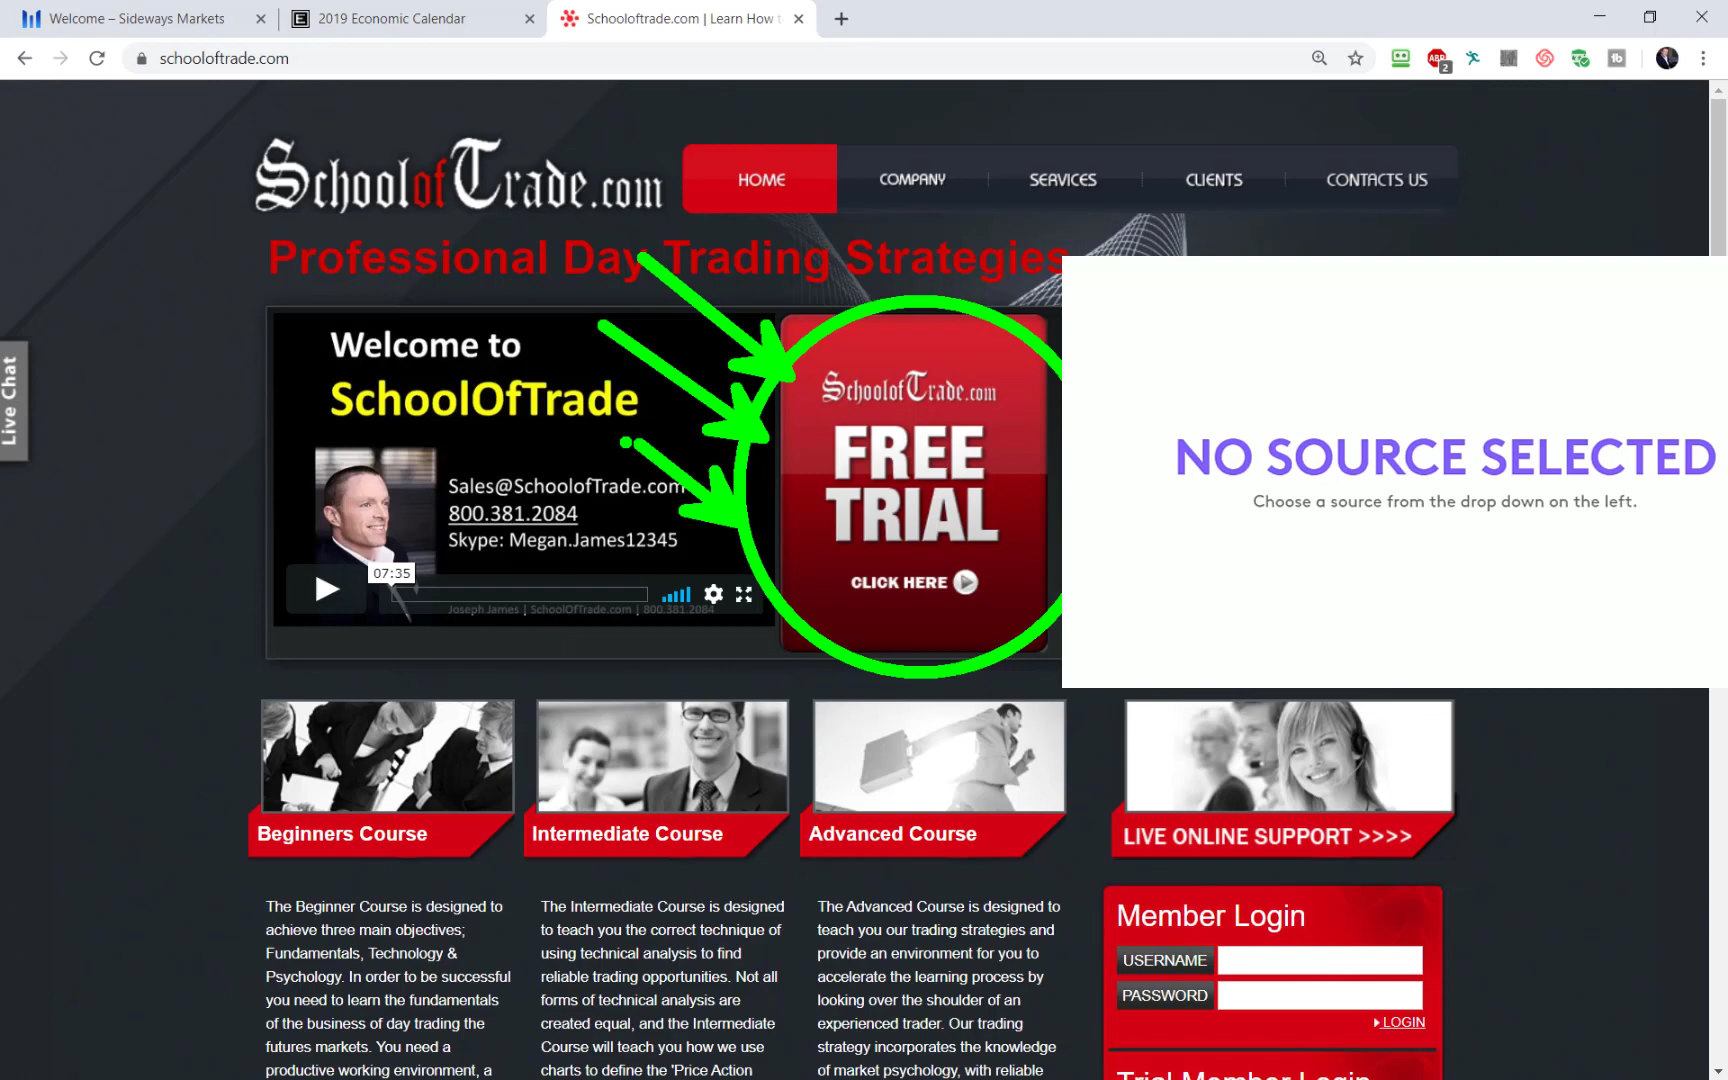 Welcome – Sideways Markets
2019 Economic Calendar
Schooloftrade.com | Learn How to
schooloftrade.com
ABP
2
tb
SchoolofTrade.com
HOME
COMPANY
SERVICES
CLIENTS
CONTACTS US
Professional Day Trading Strategies
Live Chat
Welcome to
SchoolOfTrade
Sales@SchoolofTrade.com
800.381.2084
Skype: Megan.James12345
07:35
Joseph James | SchoolOfTrade.com | 800.381.2084
SchoolofTrade.com
FREE
TRIAL
CLICK HERE
NO SOURCE SELECTED
Choose a source from the drop down on the left.
Beginners Course
Intermediate Course
Advanced Course
LIVE ONLINE SUPPORT >>>>
The Beginner Course is designed to
achieve three main objectives;
Fundamentals, Technology &
Psychology. In order to be successful
you need to learn the fundamentals
of the business of day trading the
futures markets. You need a
productive working environment, a
The Intermediate Course is designed
to teach you the correct technique of
using technical analysis to find
reliable trading opportunities. Not all
forms of technical analysis are
created equal, and the Intermediate
Course will teach you how we use
charts to define the 'Price Action
The Advanced Course is designed to
teach you our trading strategies and
provide an environment for you to
accelerate the learning process by
looking over the shoulder of an
experienced trader. Our trading
strategy incorporates the knowledge
of market psychology, with reliable
Member Login
USERNAME
PASSWORD
LOGIN
Trial Member Login